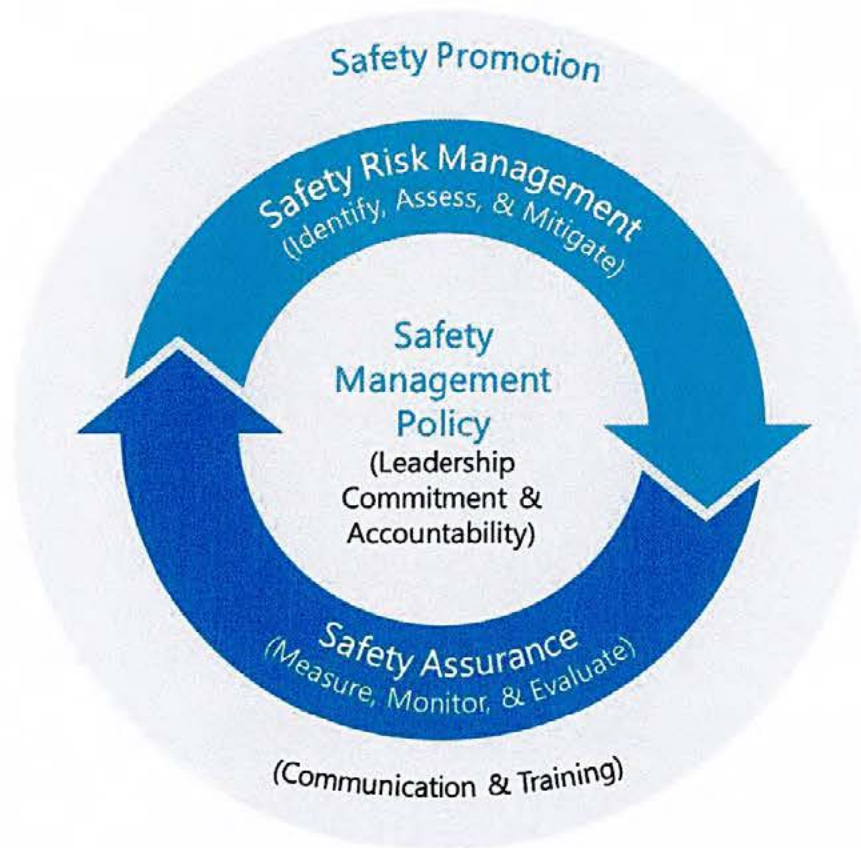 Safety Promotion
Safety Risk Management
(Identify, Assess, & Mitigate)
Safety
Management
Policy
(Leadership
Commitment &
Accountability)
Safety Assurance
(Measure, Monitor, & Evaluate)
(Communication & Training)